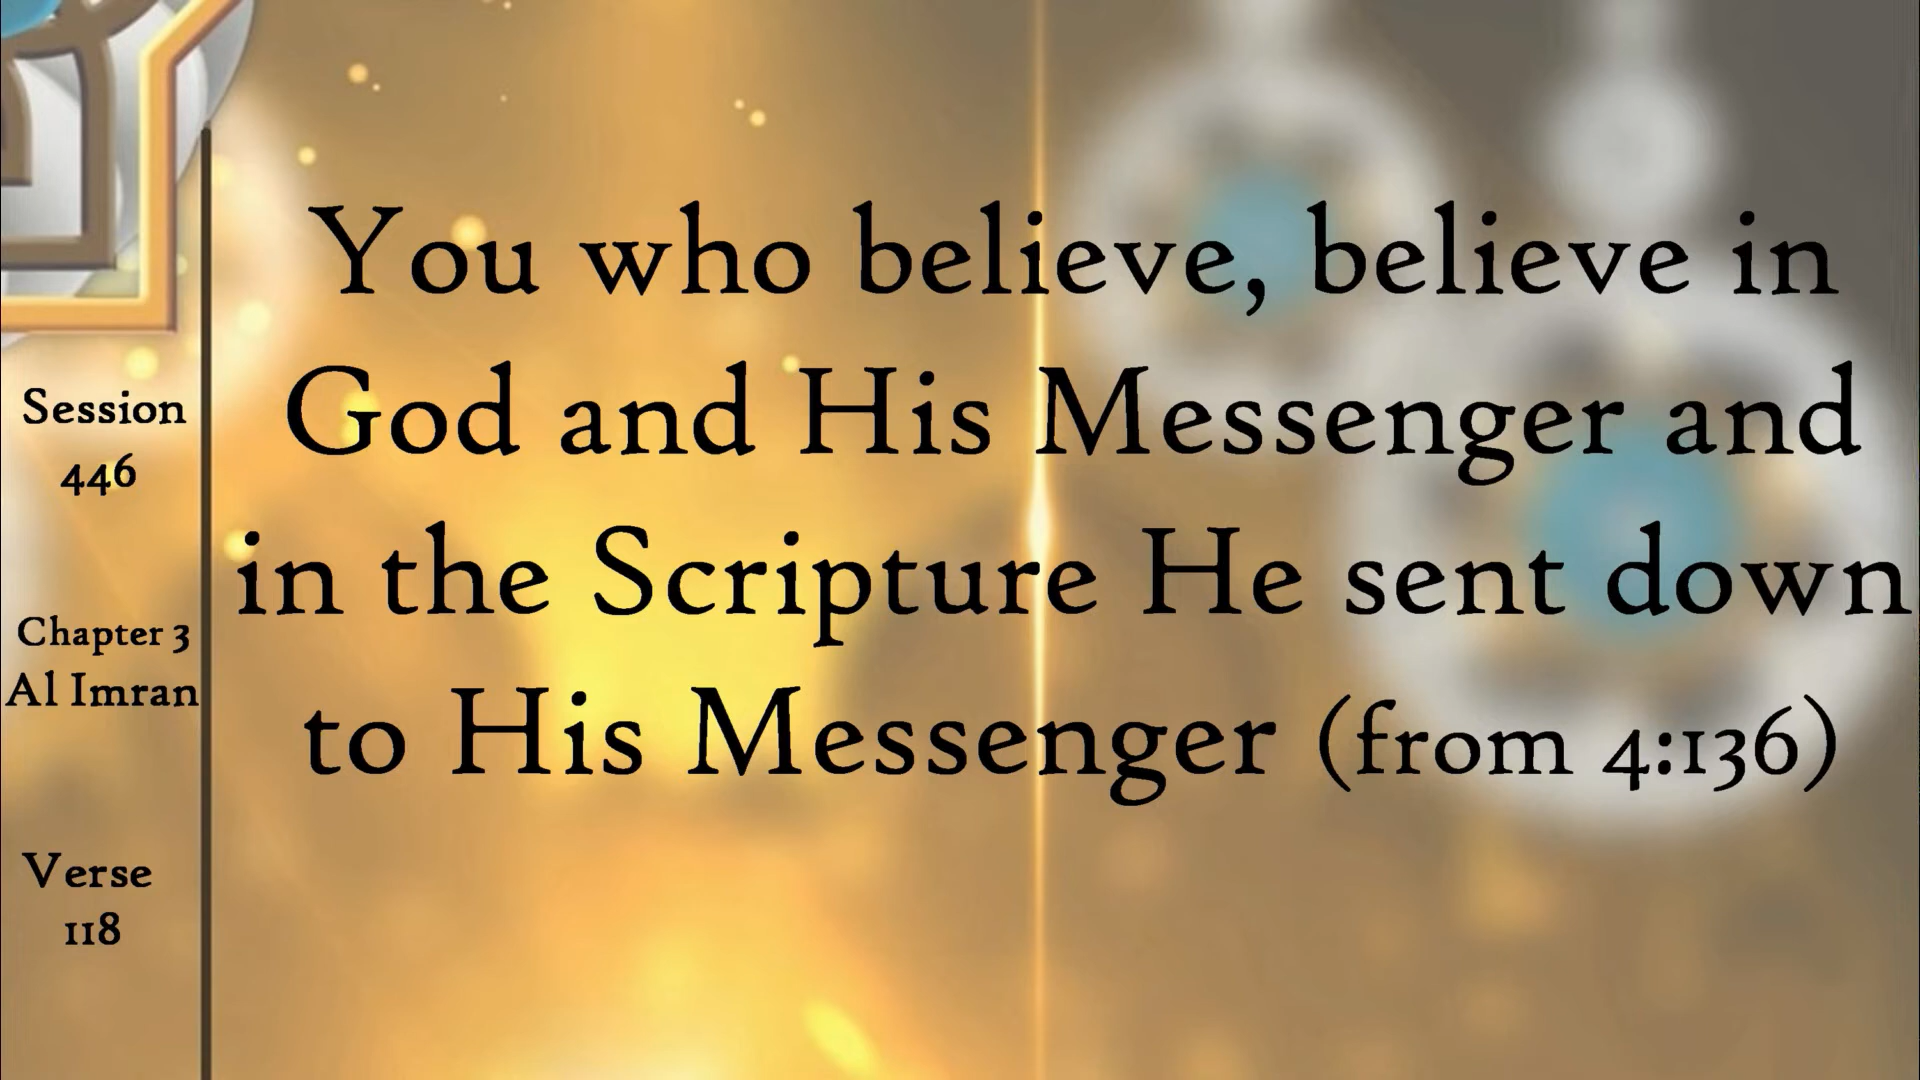 Session
446
Chapter 3
Al Imran
Verse
118
You who believe, believe in
God and His Messenger and
in the Scripture He sent down
to His Messenger (from 4:136)